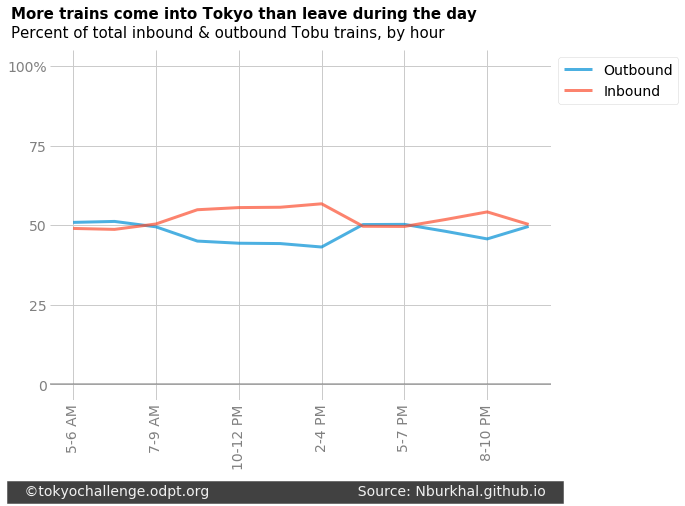 More trains come into Tokyo than leave during the day
Percent of total inbound & outbound Tobu trains, by hour
Outbound
Inbound
100%
75
50
25
0
5-6 AM
7-9 AM
10-12 PM
2-4 PM
5-7 PM
8-10 PM
©tokyochallenge.odpt.org
Source: Nburkhal.github.io